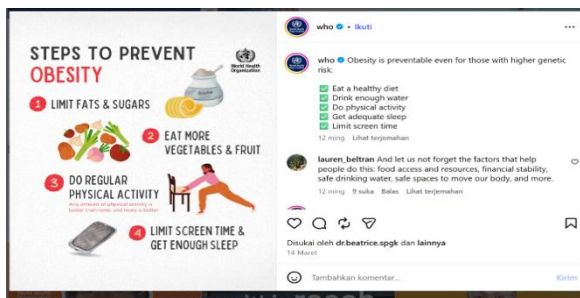 STEPS TO PREVENT
OBESITY
World Health
Organization
1 LIMIT FATS & SUGARS
2 EAT MORE
VEGETABLES & FRUIT
3 DO REGULAR
PHYSICAL ACTIVITY
Any amount of physical activity is
better than none, and more is better
4 LIMIT SCREEN TIME &
GET ENOUGH SLEEP
who • Ikuti
who Obesity is preventable even for those with higher genetic
risk:
✅ Eat a healthy diet
✅ Drink enough water
✅ Do physical activity
✅ Get adequate sleep
✅ Limit screen time
12 ming Lihat terjemahan
lauren_beltran And let us not forget the factors that help
people do this: food access and resources, financial stability,
safe drinking water, safe spaces to move our body, and more.
12 ming 9 suka Balas Lihat terjemahan
Disukai oleh dr.beatrice.spgk dan lainnya
14 Maret
Tambahkan komentar...
Kirim